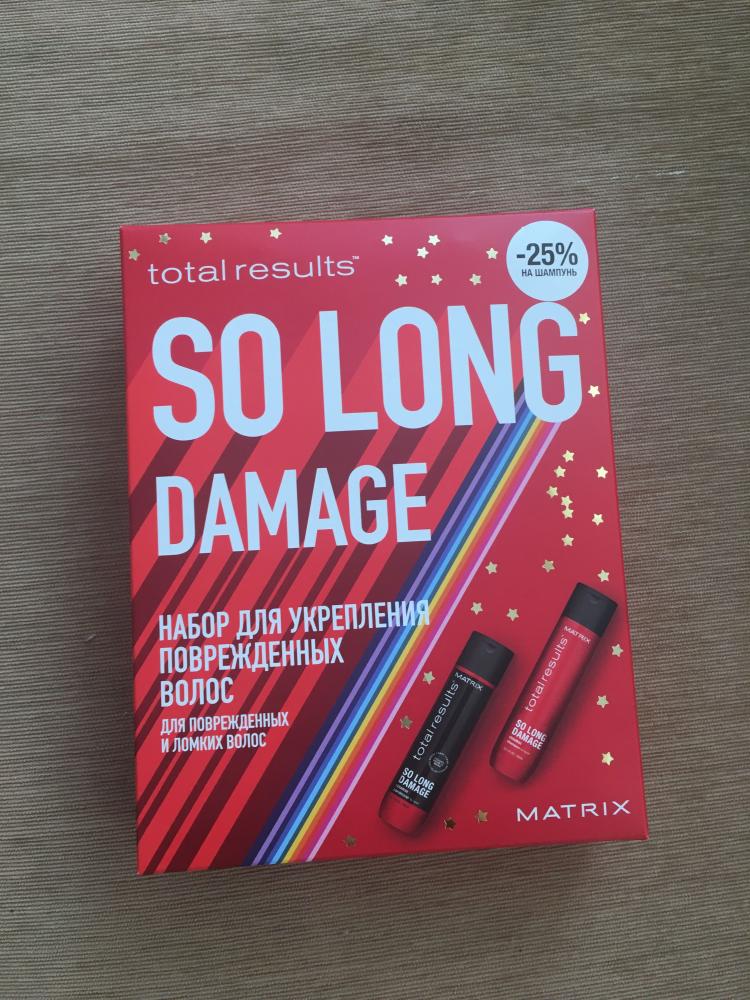 total results™
-25%
НА ШАМПУНЬ
SO LONG
DAMAGE
НАБОР ДЛЯ УКРЕПЛЕНИЯ
ПОВРЕЖДЕННЫХ
ВОЛОС
ДЛЯ ПОВРЕЖДЕННЫХ
И ЛОМКИХ ВОЛОС
MATRIX
total results
SO LONG
DAMAGE
MATRIX
total results
SO LONG
DAMAGE
MATRIX